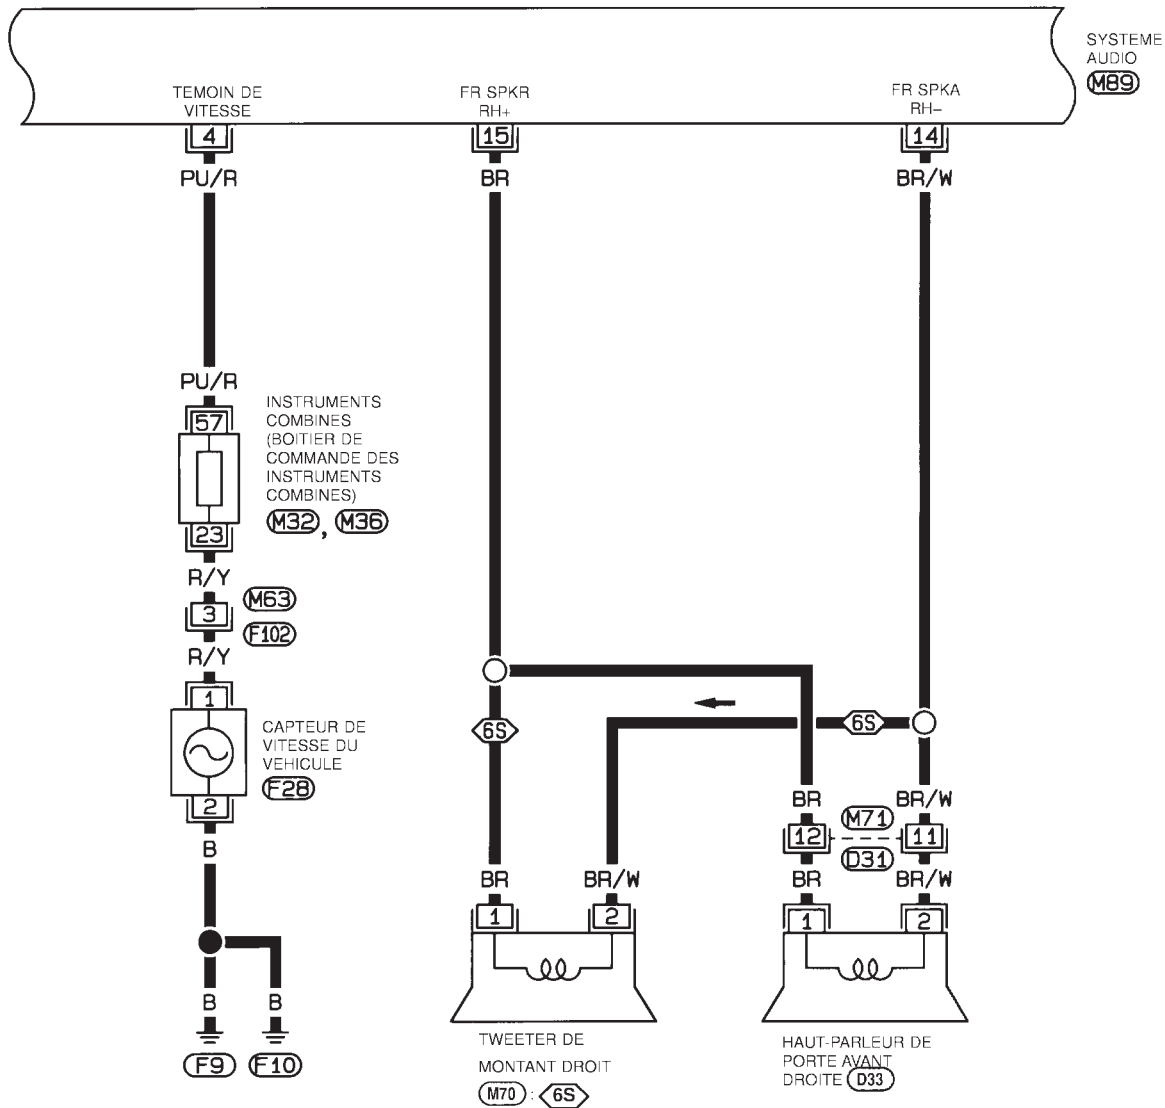 SYSTEME
AUDIO
M89
TEMOIN DE
VITESSE
FR SPKR
RH+
FR SPKA
RH–
4
15
14
PU/R
BR
BR/W
PU/R
57
INSTRUMENTS
COMBINES
(BOITIER DE
COMMANDE DES
INSTRUMENTS
COMBINES)
M32 , M36
23
R/Y
3
M63
F102
R/Y
1
CAPTEUR DE
VITESSE DU
VEHICULE
F28
2
B
6S
6S
BR
BR/W
12
M71
11
D31
BR
BR/W
BR
BR/W
1
2
1
2
B
B
F9
F10
TWEETER DE
MONTANT DROIT
M70 : 6S
HAUT-PARLEUR DE
PORTE AVANT
DROITE D33